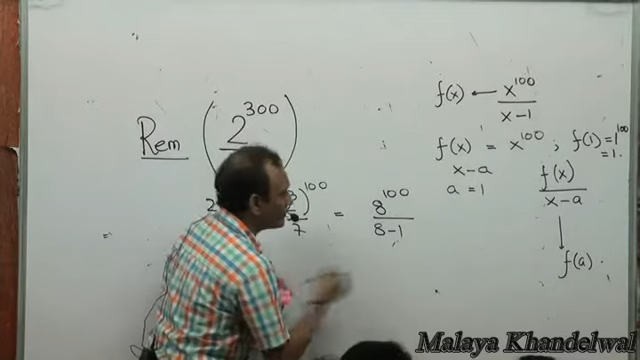 Rem ( 2^300 )
2 )^100 / 7 = 8^100 / 8-1
f(x) ← x^100 / x-1
f(x) = x^100 ; f(1) = 1^100
= 1.
x-a
a = 1
f(x) / x-a
↓
f(a).
=
Malaya Khandelwal